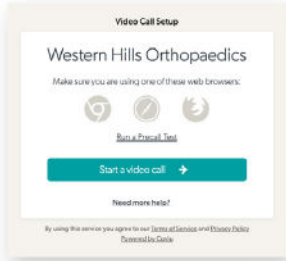 Video Call Setup
Western Hills Orthopaedics
Make sure you are using one of these web browsers:
Run a Precall Test
Start a video call
Need more help?
By using this service you agree to our Terms of Service and Privacy Policy
Powered by